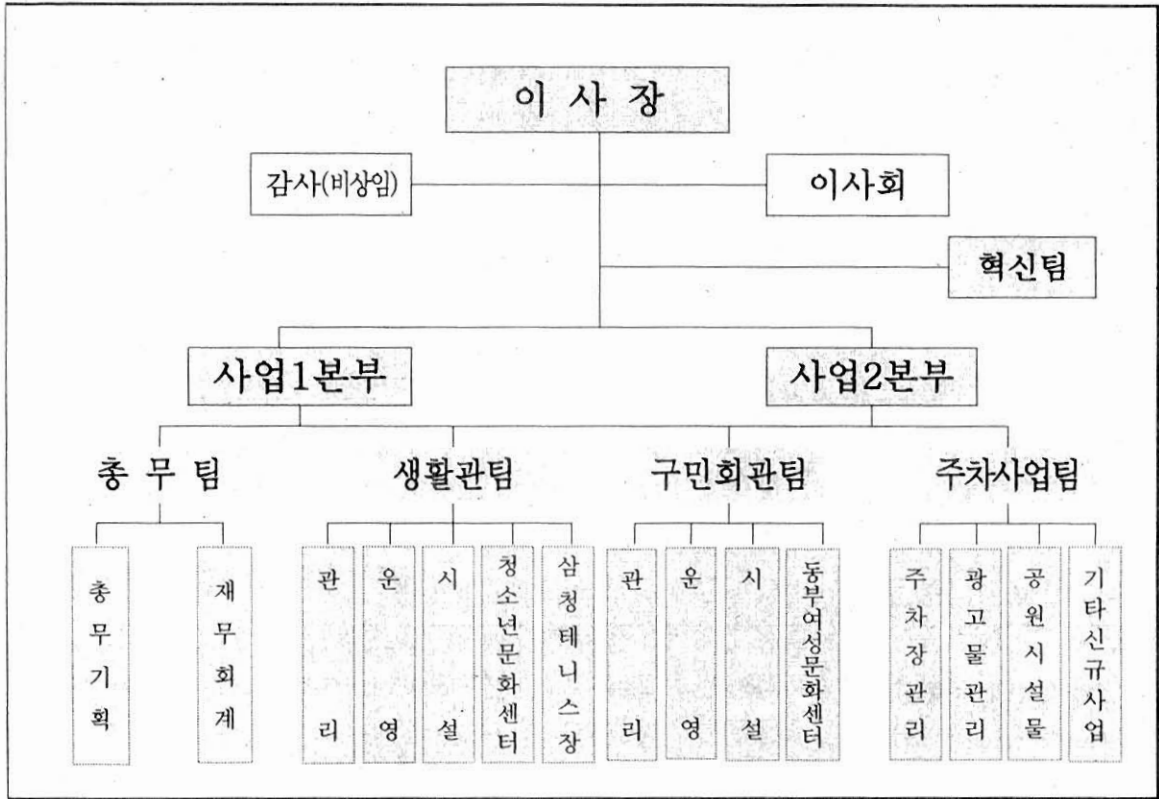 이 사 장
감사(비상임)
이사회
혁신팀
사업1본부
사업2본부
총 무 팀
생활관팀
구민회관팀
주차사업팀
총무기획
재무회계
관리
운영
시설
청소년문화센터
삼청테니스장
관리
운영
시설
동부여성문화센터
주차장관리
광고물관리
공원시설물
기타신규사업